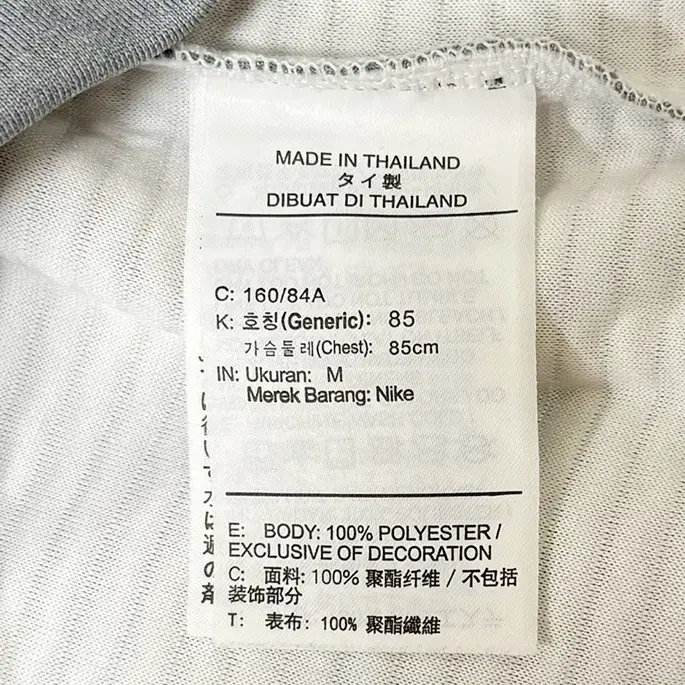 MADE IN THAILAND
タイ製
DIBUAT DI THAILAND
C: 160/84A
K: 호칭(Generic): 85
가슴둘레(Chest): 85cm
IN: Ukuran: M
Merek Barang: Nike
E: BODY: 100% POLYESTER /
EXCLUSIVE OF DECORATION
C: 面料: 100% 聚酯纤维 / 不包括
装饰部分
T: 表布: 100% 聚酯纖維